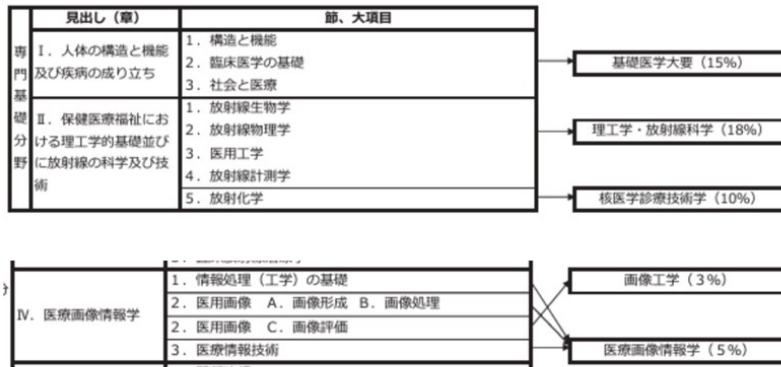 見出し（章）
節、大項目
専門基礎分野
Ⅰ．人体の構造と機能
及び疾病の成り立ち
1．構造と機能
2．臨床医学の基礎
3．社会と医療
基礎医学大要（15%）
Ⅱ．保健医療福祉にお
ける理工学的基礎並び
に放射線の科学及び技
術
1．放射線生物学
2．放射線物理学
3．医用工学
4．放射線計測学
5．放射化学
理工学・放射線科学（18%）
核医学診療技術学（10%）
Ⅳ．医療画像情報学
1．情報処理（工学）の基礎
2．医用画像　A．画像形成　B．画像処理
2．医用画像　C．画像評価
3．医療情報技術
画像工学（３%）
医療画像情報学（５%）